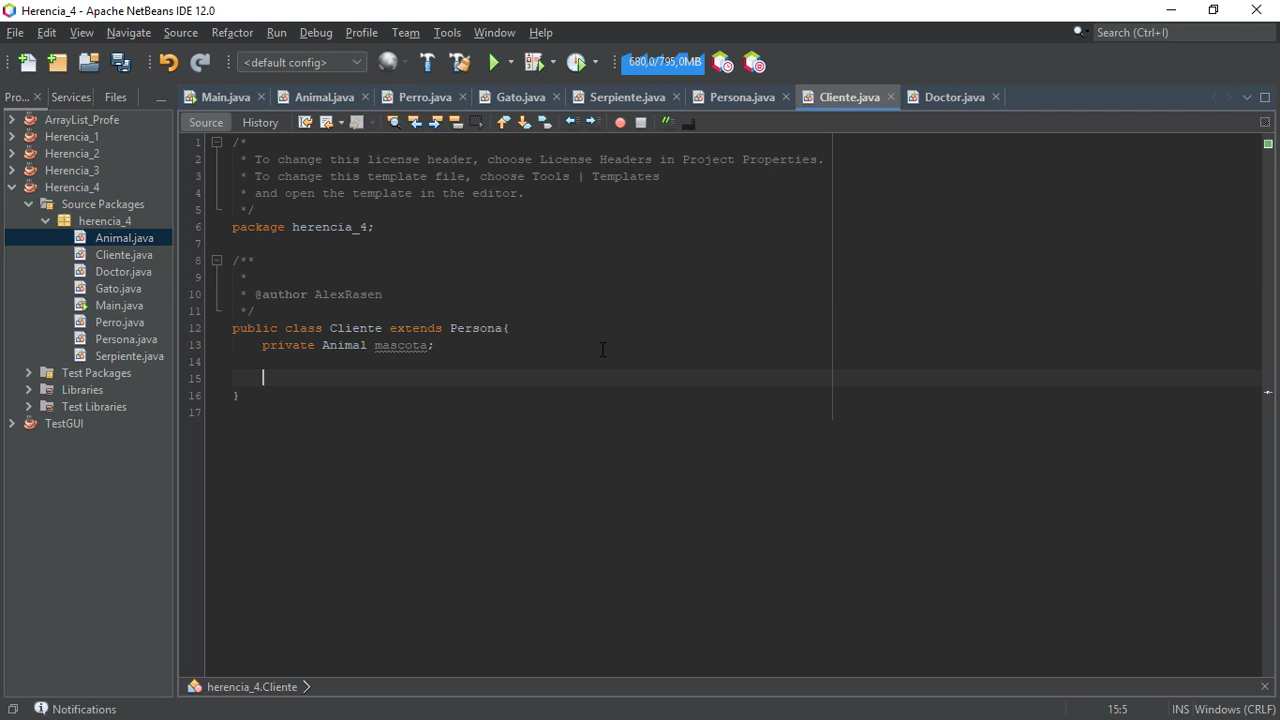 Herencia_4 - Apache NetBeans IDE 12.0
File Edit View Navigate Source Refactor Run Debug Profile Team Tools Window Help
Search (Ctrl+I)
<default config>
680,0/795,0MB
Pro...
Services
Files
Main.java
Animal.java
Perro.java
Gato.java
Serpiente.java
Persona.java
Cliente.java
Doctor.java
Source
History
ArrayList_Profe
Herencia_1
Herencia_2
Herencia_3
Herencia_4
Source Packages
herencia_4
Animal.java
Cliente.java
Doctor.java
Gato.java
Main.java
Perro.java
Persona.java
Serpiente.java
Test Packages
Libraries
Test Libraries
TestGUI
1 /*
2 * To change this license header, choose License Headers in Project Properties.
3 * To change this template file, choose Tools | Templates
4 * and open the template in the editor.
5 */
6 package herencia_4;
7
8 /**
9 *
10 * @author AlexRasen
11 */
12 public class Cliente extends Persona{
13 private Animal mascota;
14
15
16 }
17
herencia_4.Cliente
Notifications
15:5
INS
Windows (CRLF)